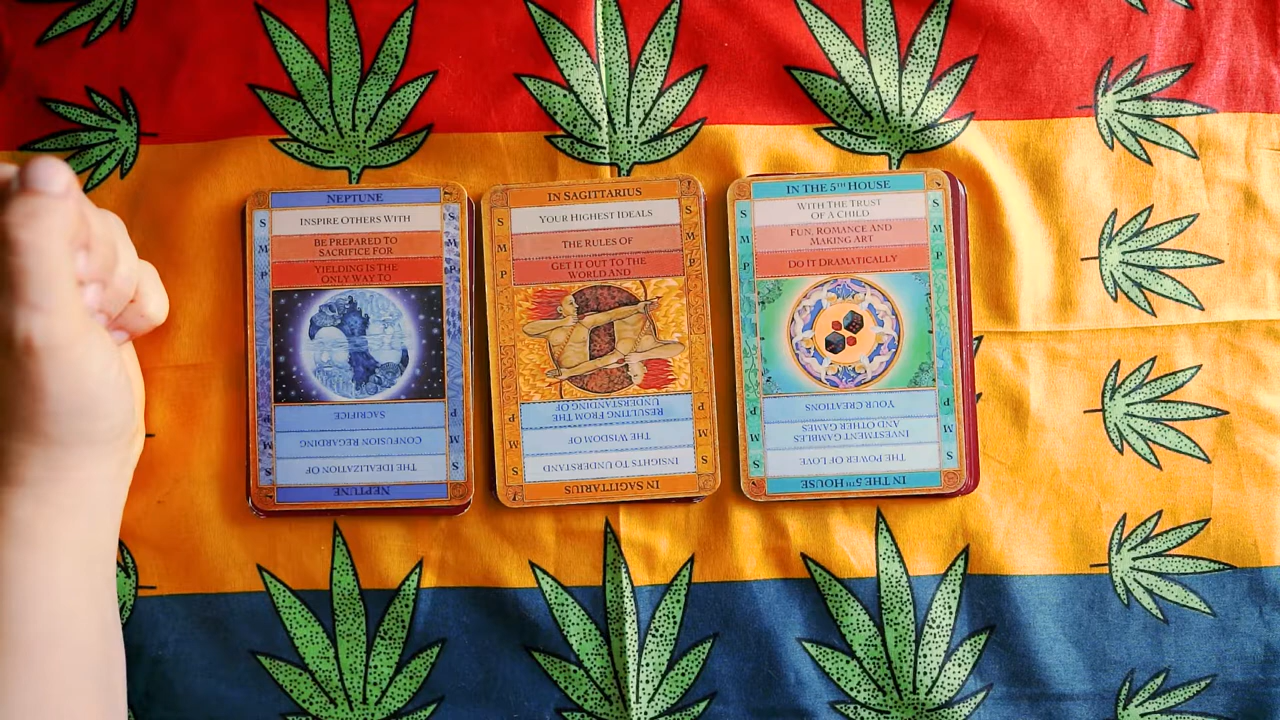 NEPTUNE
INSPIRE OTHERS WITH
BE PREPARED TO
SACRIFICE FOR
YIELDING IS THE
ONLY WAY TO
S
M
P
S
M
P
SACRIFICE
CONFUSION REGARDING
THE IDEALIZATION OF
NEPTUNE
P
M
S
P
M
S
IN SAGITTARIUS
YOUR HIGHEST IDEALS
THE RULES OF
GET IT OUT TO THE
WORLD AND
S
M
P
S
M
P
RESULTING FROM THE
UNDERSTANDING OF
THE WISDOM OF
INSIGHTS TO UNDERSTAND
IN SAGITTARIUS
P
M
S
P
M
S
IN THE 5TH HOUSE
WITH THE TRUST
OF A CHILD
FUN, ROMANCE AND
MAKING ART
DO IT DRAMATICALLY
S
M
P
S
M
P
YOUR CREATIONS
INVESTMENT GAMBLES
AND OTHER GAMES
THE POWER OF LOVE
IN THE 5TH HOUSE
P
M
S
P
M
S